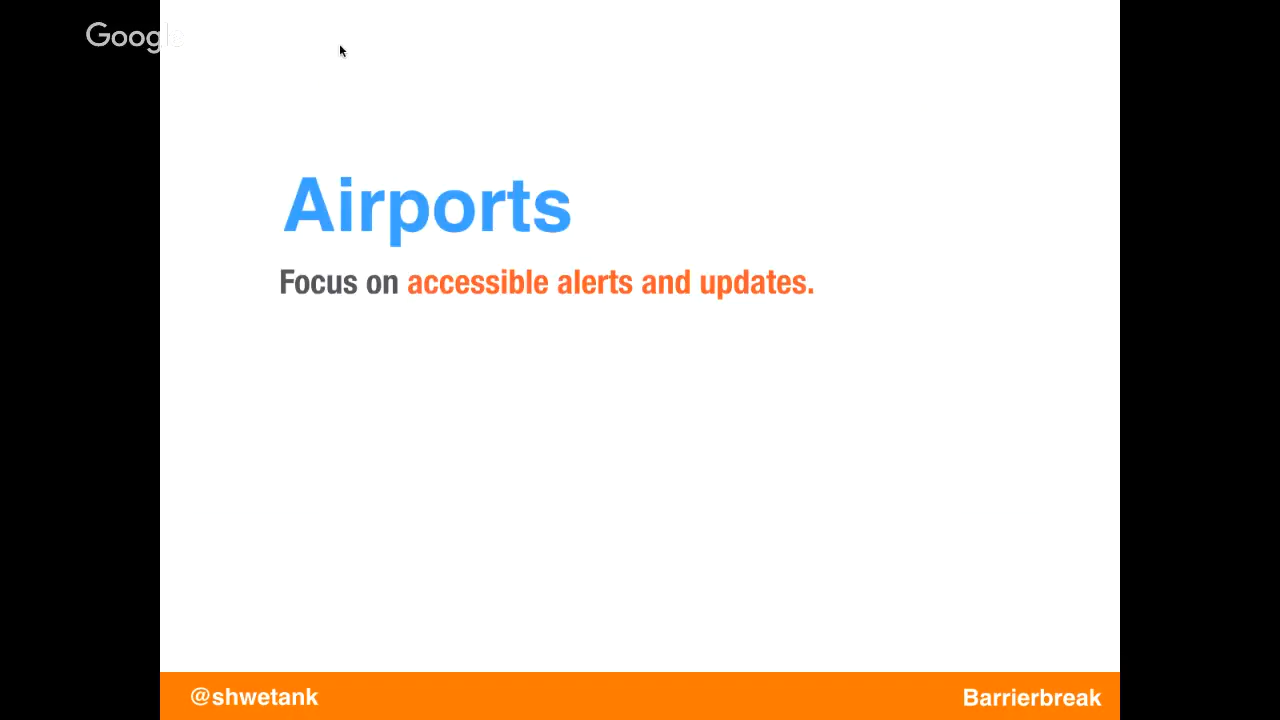 Google
Airports
Focus on accessible alerts and updates.
@shwetank
Barrierbreak